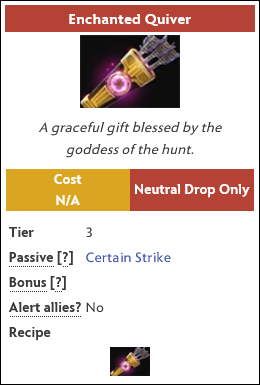 Enchanted Quiver
A graceful gift blessed by the
goddess of the hunt.
Cost
N/A
Neutral Drop Only
Tier 3
Passive [?] Certain Strike
Bonus [?]
Alert allies? No
Recipe